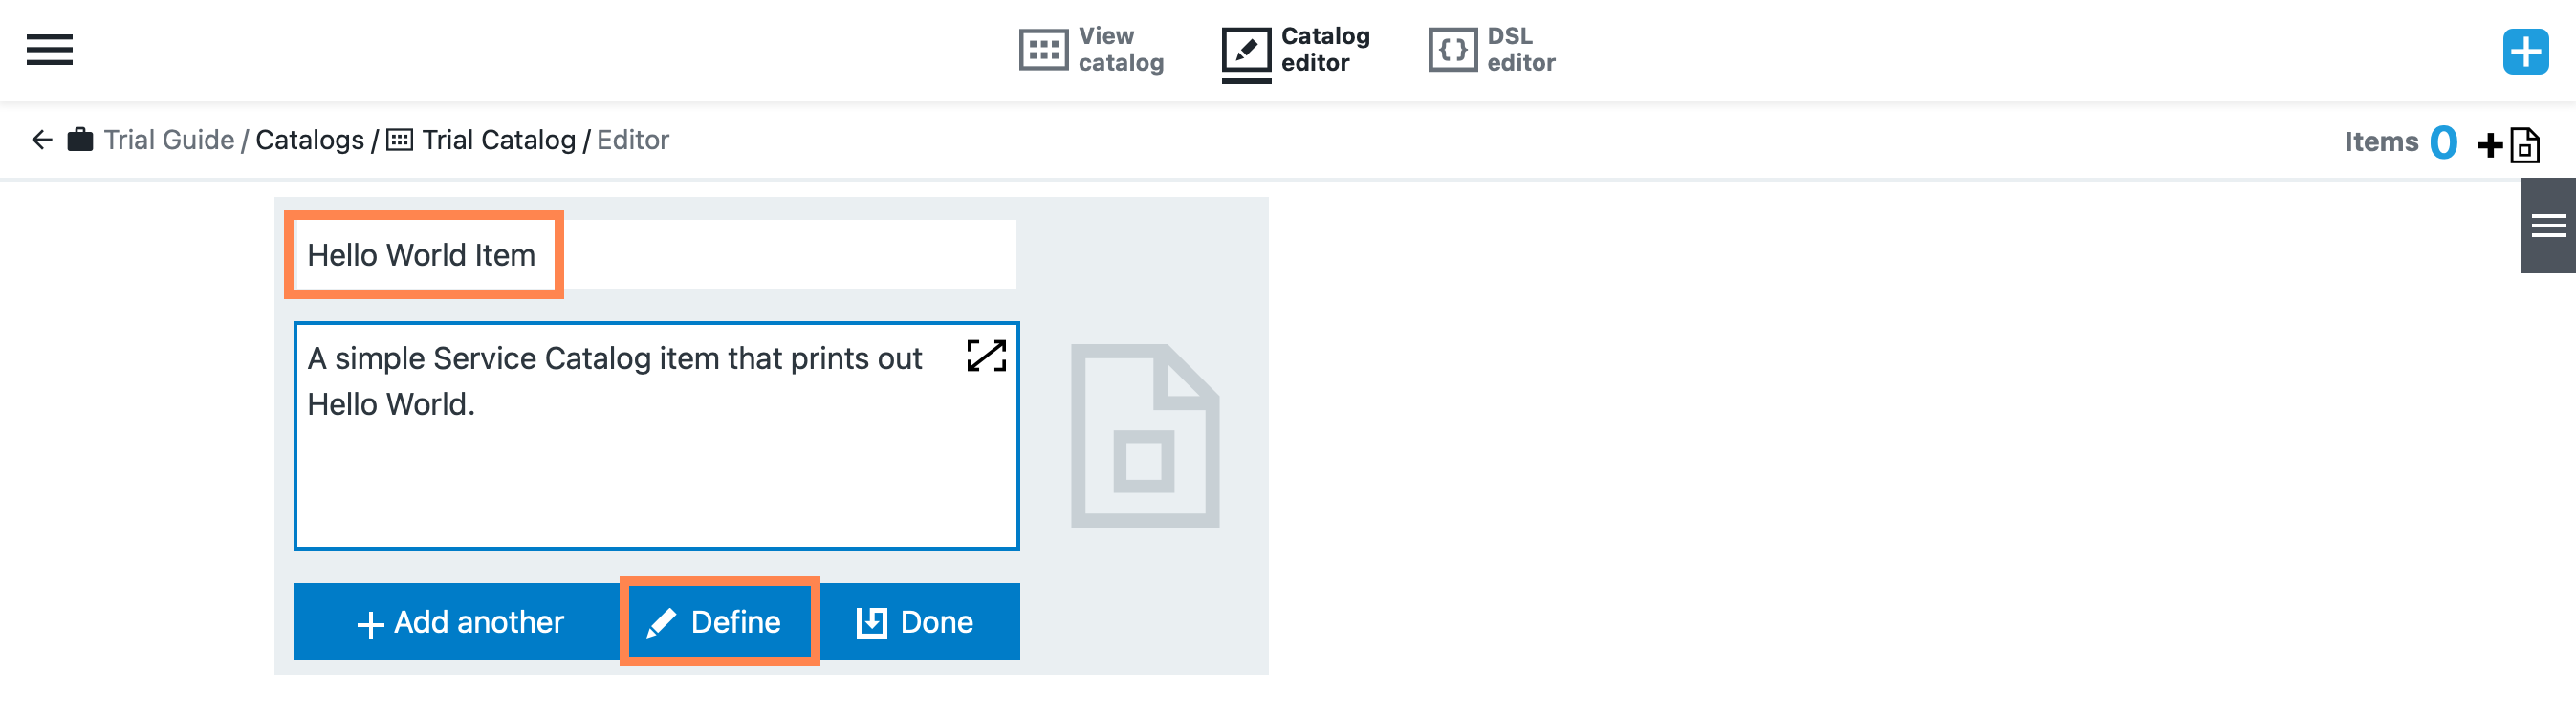 View catalog
Catalog editor
DSL editor
Trial Guide / Catalogs / Trial Catalog / Editor
Items 0
Hello World Item
A simple Service Catalog item that prints out
Hello World.
Add another
Define
Done